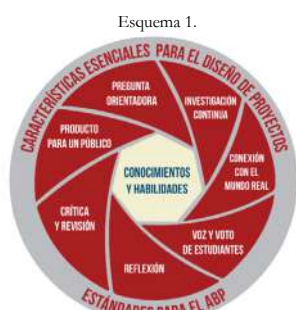 Esquema 1.
CARACTERÍSTICAS ESENCIALES PARA EL DISEÑO DE PROYECTOS
PREGUNTA
ORIENTADORA
INVESTIGACIÓN
CONTINUA
PRODUCTO
PARA UN PÚBLICO
CONEXIÓN
CON EL
MUNDO REAL
CONOCIMIENTOS
Y HABILIDADES
CRÍTICA
Y REVISIÓN
VOZ Y VOTO
DE ESTUDIANTES
REFLEXIÓN
ESTÁNDARES PARA EL ABP